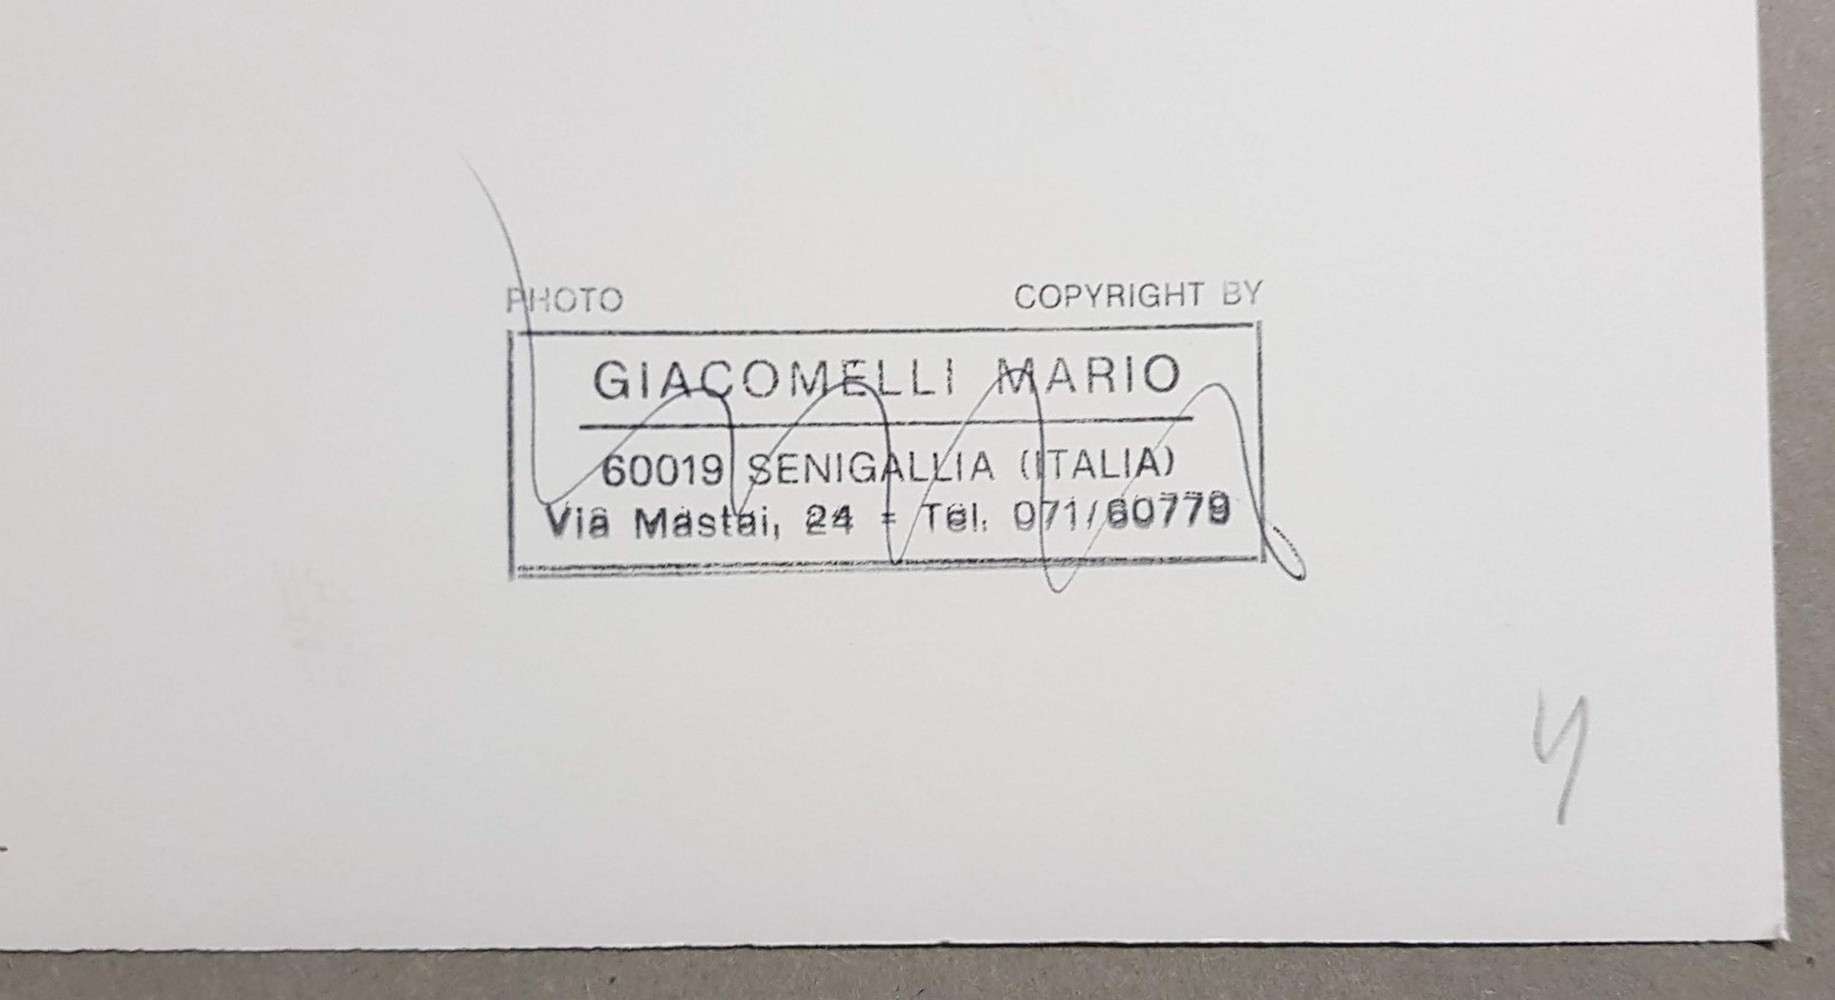 PHOTO COPYRIGHT BY
GIACOMELLI MARIO
60019 SENIGALLIA (ITALIA)
Via Mastai, 24 - Tel. 071/60779